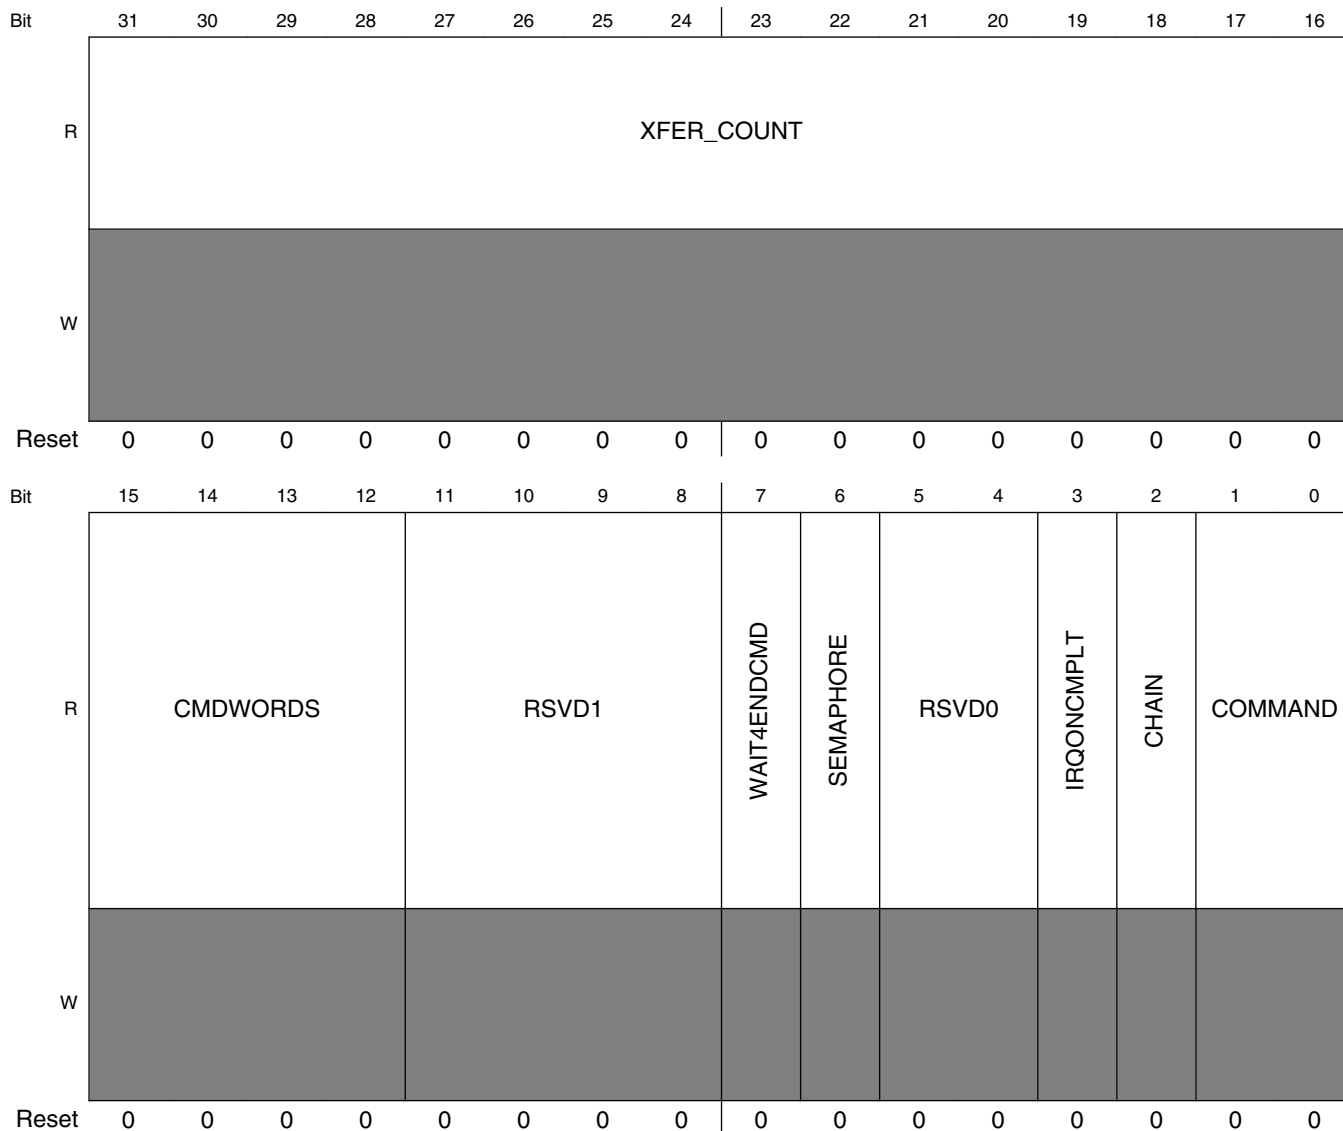 Bit 31 30 29 28 27 26 25 24 23 22 21 20 19 18 17 16
R XFER_COUNT
W
Reset 0 0 0 0 0 0 0 0 0 0 0 0 0 0 0 0
Bit 15 14 13 12 11 10 9 8 7 6 5 4 3 2 1 0
R CMDWORDS RSVD1 WAIT4ENDCMD SEMAPHORE RSVD0 IRQONCMPLT CHAIN COMMAND
W
Reset 0 0 0 0 0 0 0 0 0 0 0 0 0 0 0 0